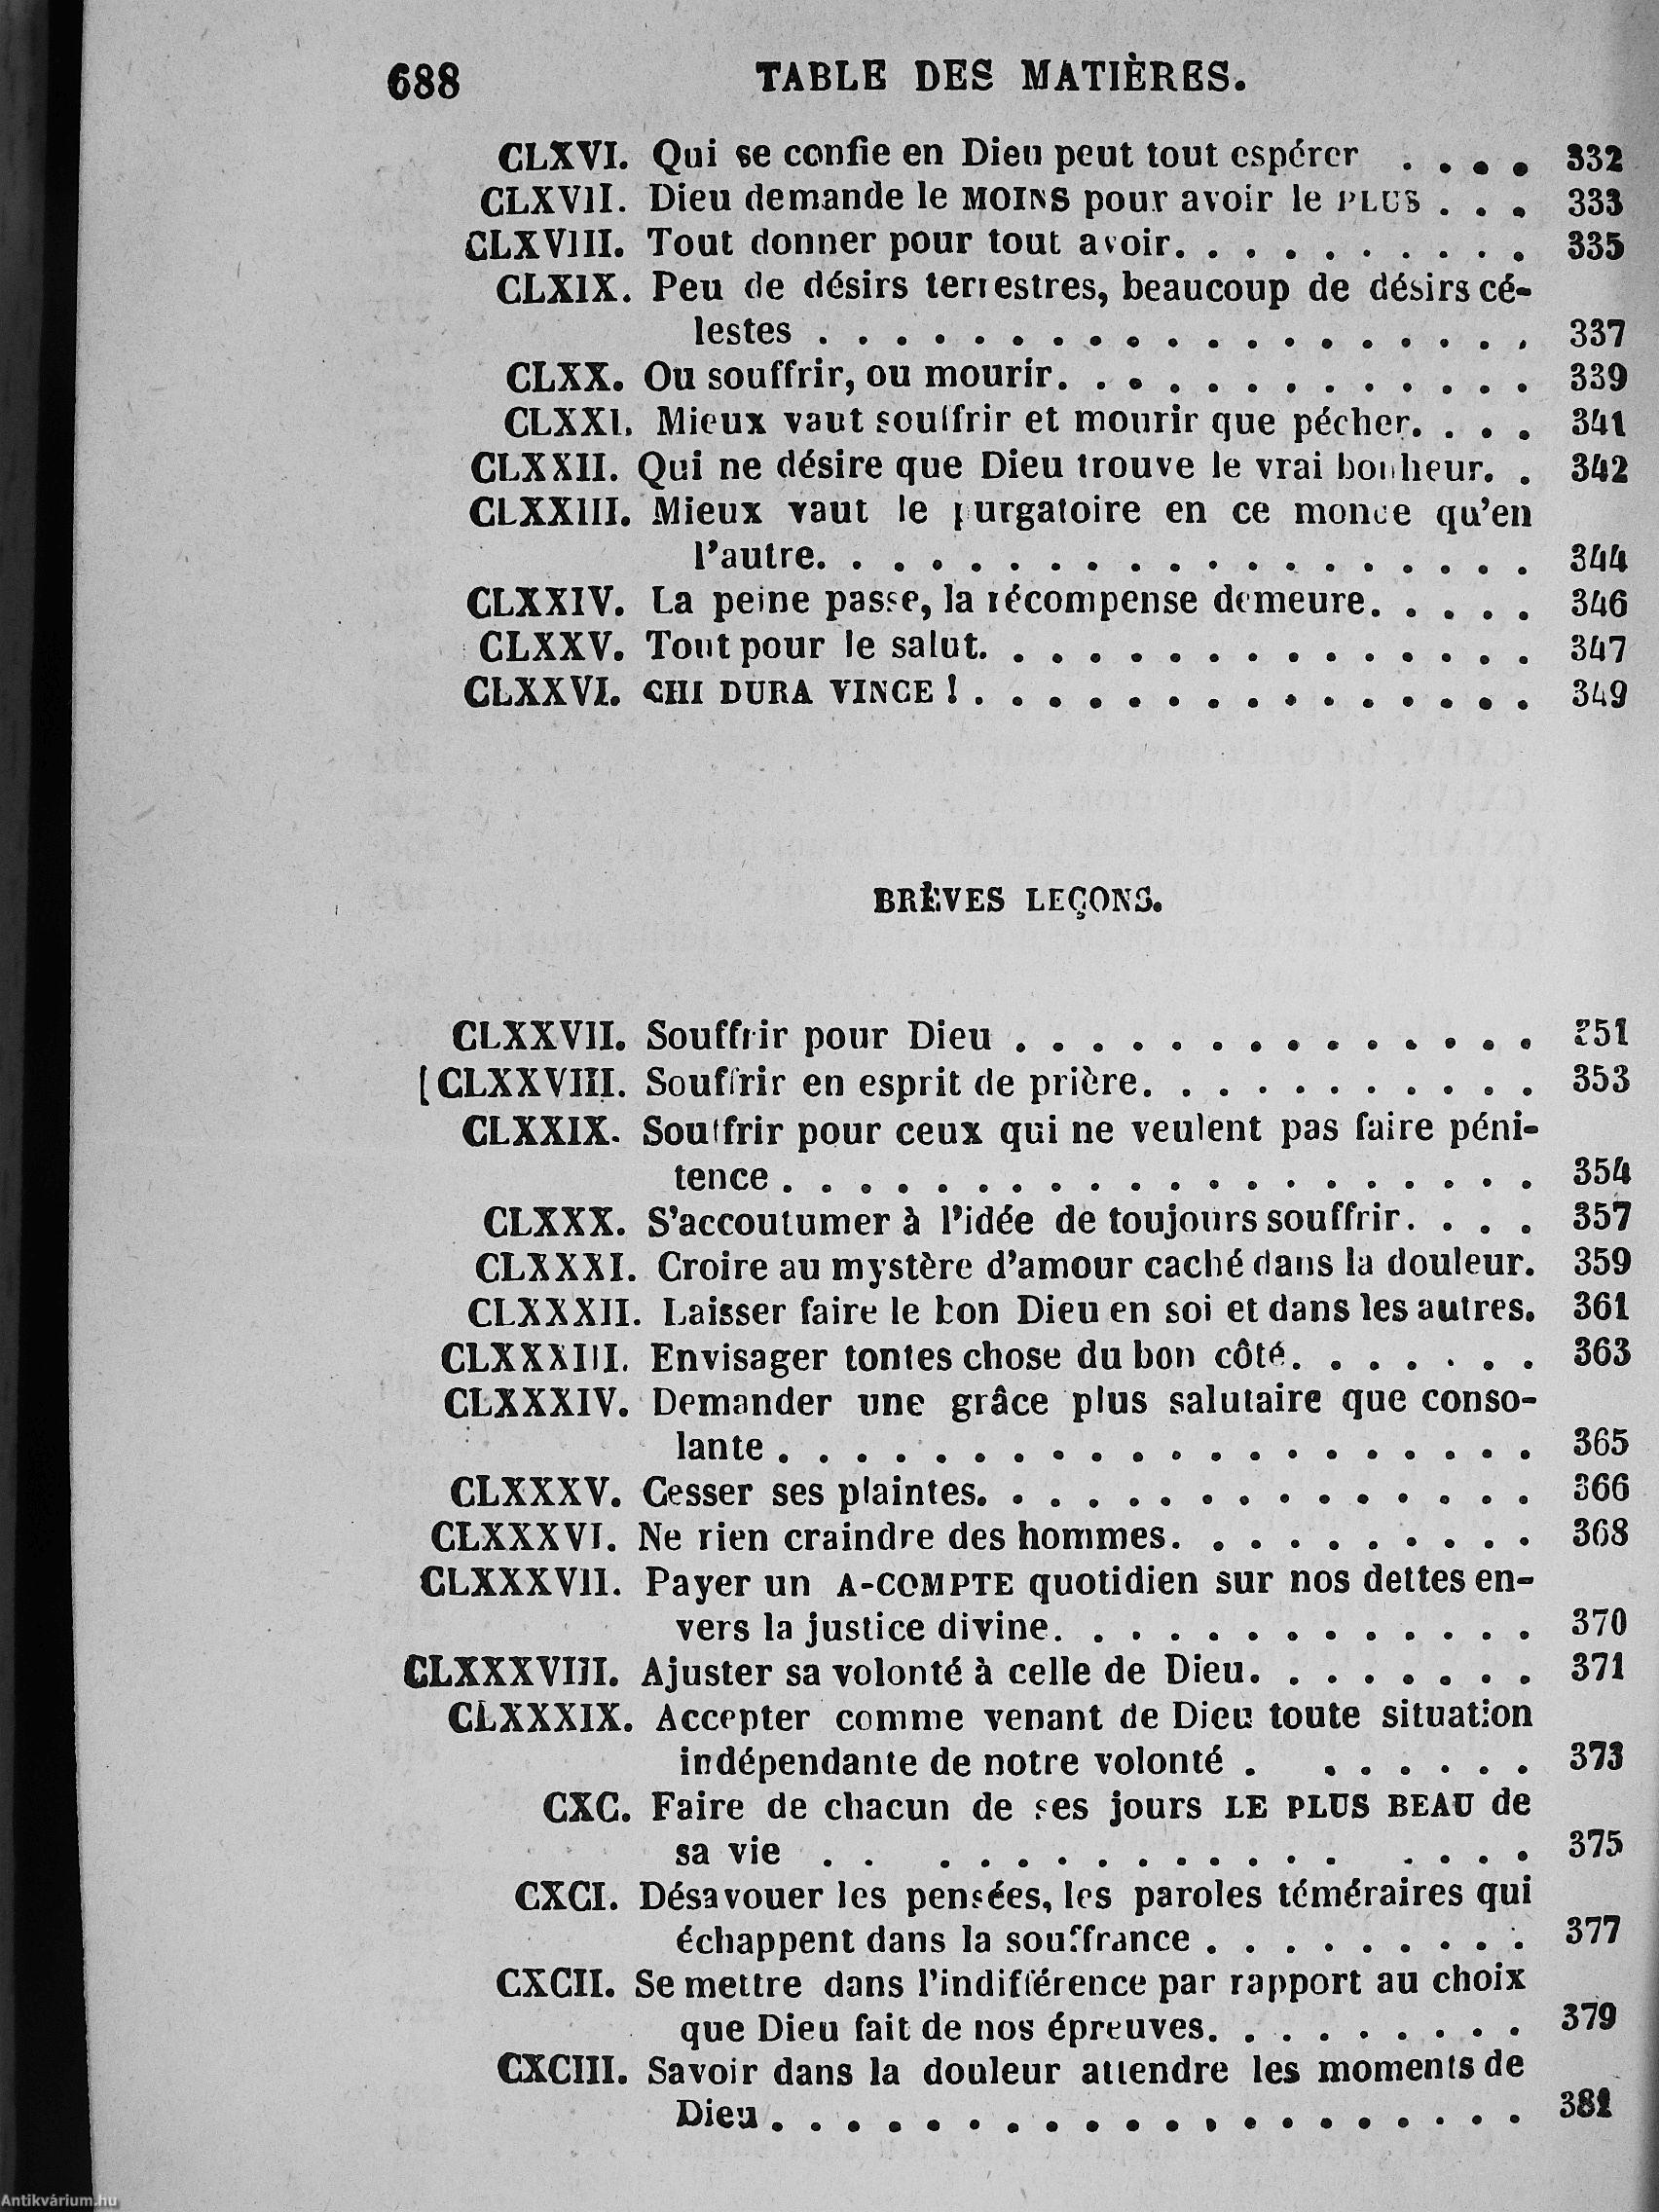 688 TABLE DES MATIÈRES.
CLXVI. Qui se confie en Dieu peut tout espérer . . . . 332
CLXVII. Dieu demande le MOINS pour avoir le PLUS . . . 333
CLXVIII. Tout donner pour tout avoir. . . . . . . . . . 335
CLXIX. Peu de désirs terrestres, beaucoup de désirs cé-
lestes . . . . . . . . . . . . . . . . . . . 337
CLXX. Ou souffrir, ou mourir. . . . . . . . . . . . . 339
CLXXI. Mieux vaut souffrir et mourir que pécher. . . . 341
CLXXII. Qui ne désire que Dieu trouve le vrai bonheur. . 342
CLXXIII. Mieux vaut le purgatoire en ce monde qu'en
l'autre. . . . . . . . . . . . . . . . . . . 344
CLXXIV. La peine passe, la récompense demeure. . . . . 346
CLXXV. Tout pour le salut. . . . . . . . . . . . . . . 347
CLXXVI. CHI DURA VINCE ! . . . . . . . . . . . . . . . 349
BRÈVES LEÇONS.
CLXXVII. Souffrir pour Dieu . . . . . . . . . . . . . . 351
[CLXXVIII. Souffrir en esprit de prière. . . . . . . . . . . 353
CLXXIX. Souffrir pour ceux qui ne veulent pas faire péni-
tence . . . . . . . . . . . . . . . . . . . . 354
CLXXX. S'accoutumer à l'idée de toujours souffrir. . . . 357
CLXXXI. Croire au mystère d'amour caché dans la douleur. 359
CLXXXII. Laisser faire le bon Dieu en soi et dans les autres. 361
CLXXXIII. Envisager tontes chose du bon côté. . . . . . . 363
CLXXXIV. Demander une grâce plus salutaire que conso-
lante . . . . . . . . . . . . . . . . . . . . 365
CLXXXV. Cesser ses plaintes. . . . . . . . . . . . . . . 366
CLXXXVI. Ne rien craindre des hommes. . . . . . . . . . 368
CLXXXVII. Payer un A-COMPTE quotidien sur nos dettes en-
vers la justice divine. . . . . . . . . . . . . 370
CLXXXVIII. Ajuster sa volonté à celle de Dieu. . . . . . . . 371
CLXXXIX. Accepter comme venant de Dieu toute situation
indépendante de notre volonté . . . . . . . 373
CXC. Faire de chacun de ses jours LE PLUS BEAU de
sa vie . . . . . . . . . . . . . . . . . 375
CXCI. Désavouer les pensées, les paroles téméraires qui
échappent dans la souffrance . . . . . . . . . 377
CXCII. Se mettre dans l'indifférence par rapport au choix
que Dieu fait de nos épreuves. . . . . . . . . 379
CXCIII. Savoir dans la douleur attendre les moments de
Dieu . . . . . . . . . . . . . . . . . . . . 381
Antikvárium.hu